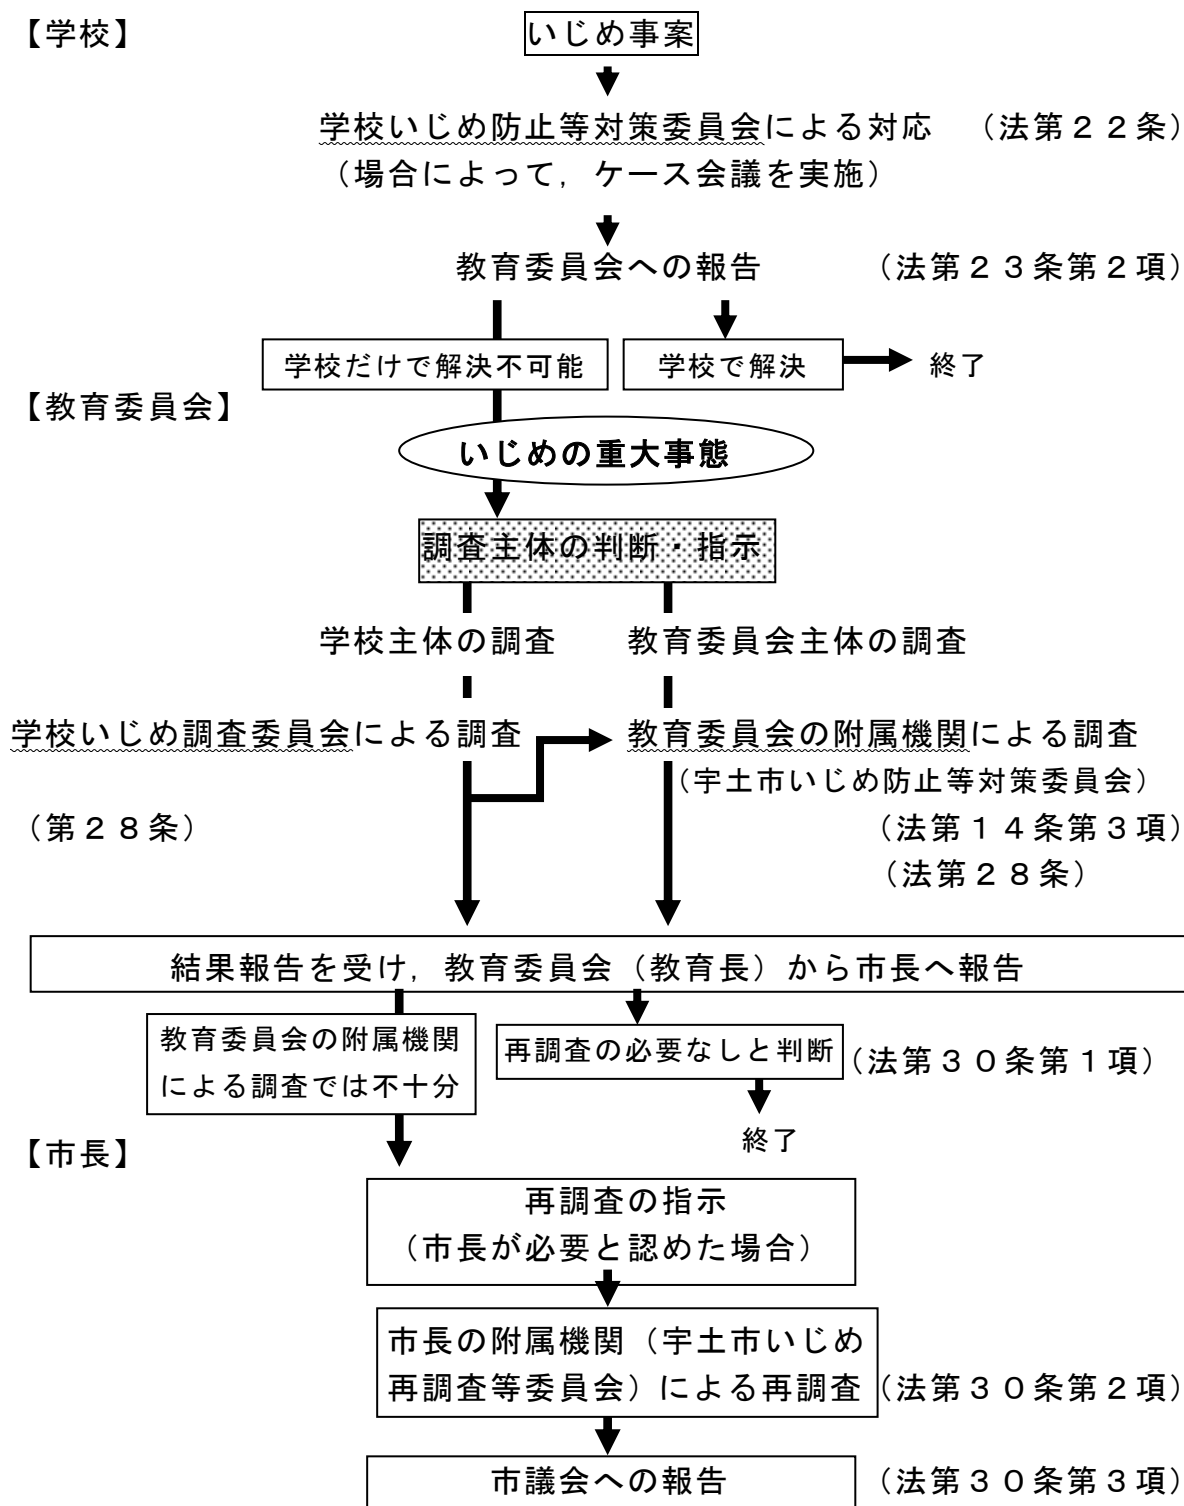 【学校】
いじめ事案
学校いじめ防止等対策委員会による対応　（法第２２条）
（場合によって，ケース会議を実施）
教育委員会への報告　（法第２３条第２項）
学校だけで解決不可能
学校で解決
終了
【教育委員会】
いじめの重大事態
調査主体の判断・指示
学校主体の調査
教育委員会主体の調査
学校いじめ調査委員会による調査
教育委員会の附属機関による調査
（宇土市いじめ防止等対策委員会）
（第２８条）
（法第１４条第３項）
（法第２８条）
結果報告を受け，教育委員会（教育長）から市長へ報告
教育委員会の附属機関
による調査では不十分
再調査の必要なしと判断
（法第３０条第１項）
終了
【市長】
再調査の指示
（市長が必要と認めた場合）
市長の附属機関（宇土市いじめ
再調査等委員会）による再調査
（法第３０条第２項）
市議会への報告
（法第３０条第３項）